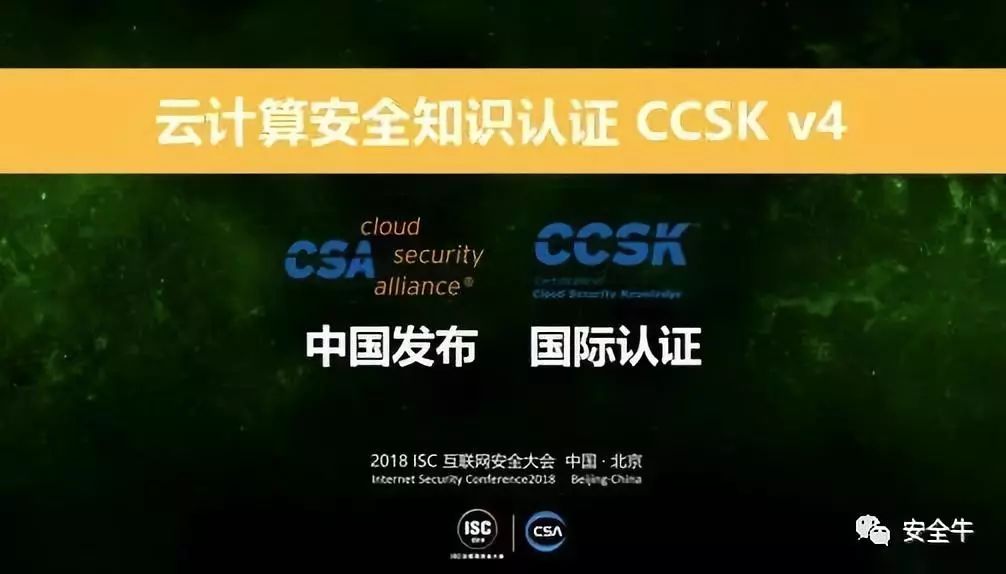 云计算安全知识认证 CCSK v4
cloud
CSA security
alliance®
CCSK
Certificate of
Cloud Security Knowledge
中国发布 国际认证
2018 ISC 互联网安全大会 中国·北京
Internet Security Conference2018 Beijing·China
ISC
CSA
安全牛